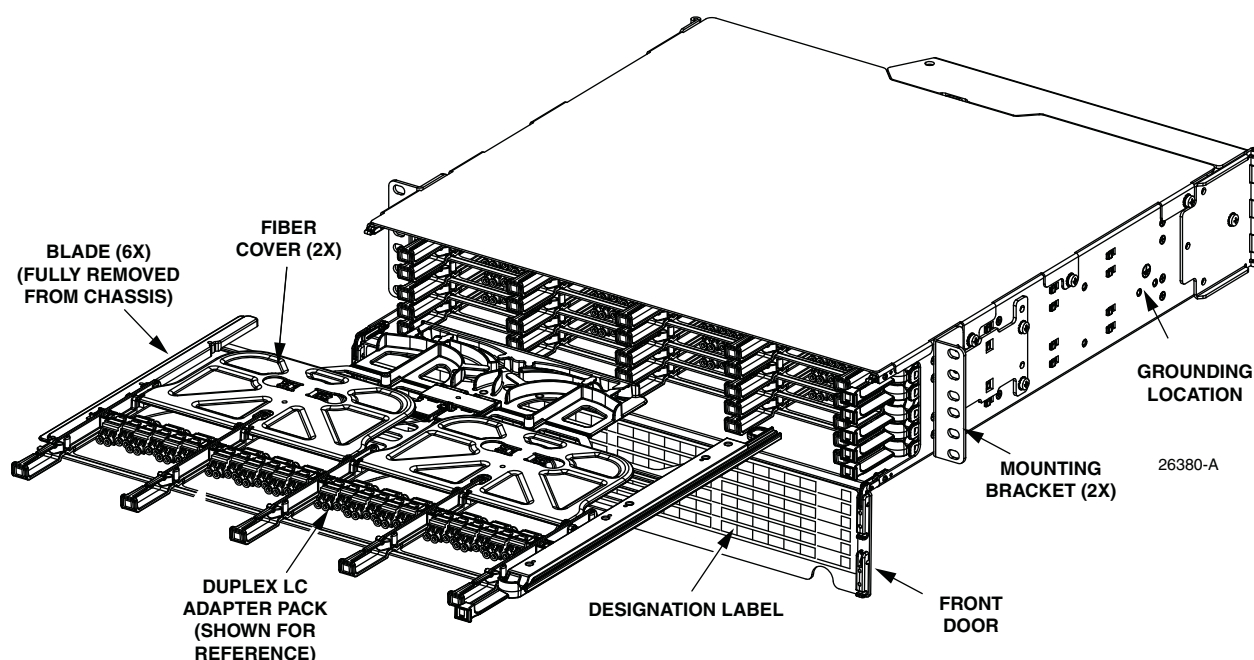 FIBER
COVER (2X)
BLADE (6X)
(FULLY REMOVED
FROM CHASSIS)
GROUNDING
LOCATION
MOUNTING
BRACKET (2X)
26380-A
DUPLEX LC
ADAPTER PACK
(SHOWN FOR
REFERENCE)
DESIGNATION LABEL
FRONT
DOOR